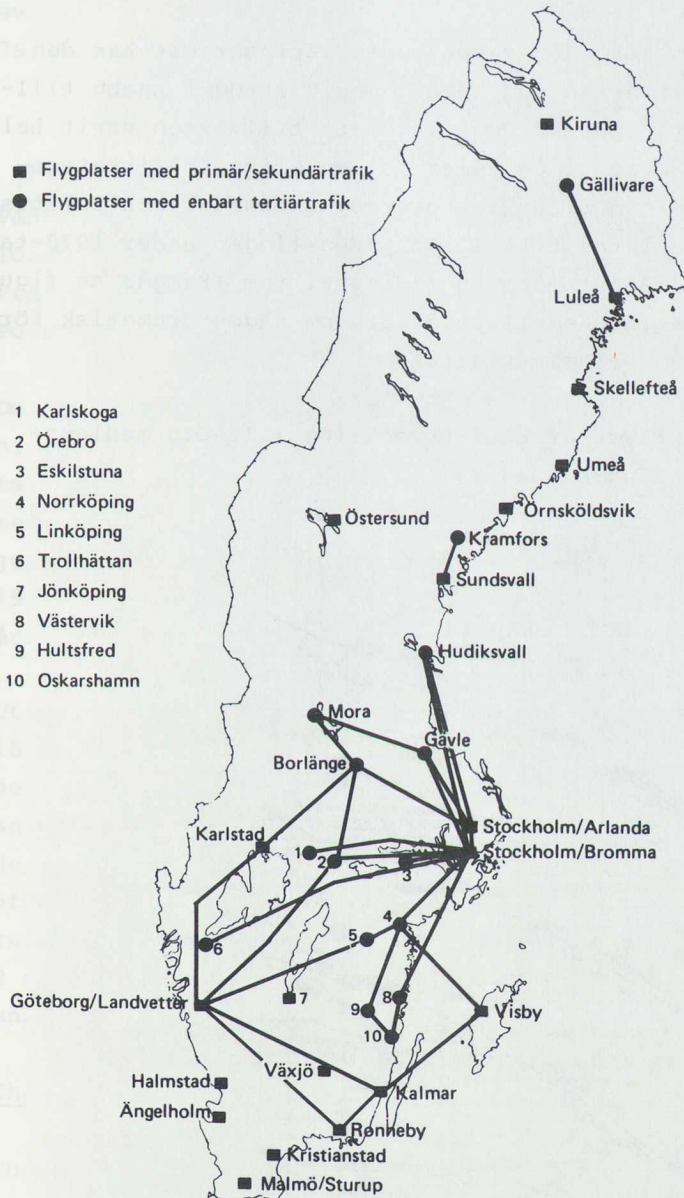 ■ Flygplatser med primär/sekundärtrafik
● Flygplatser med enbart tertiärtrafik
1 Karlskoga
2 Örebro
3 Eskilstuna
4 Norrköping
5 Linköping
6 Trollhättan
7 Jönköping
8 Västervik
9 Hultsfred
10 Oskarshamn
Kiruna
Gällivare
Luleå
Skellefteå
Umeå
Örnsköldsvik
Östersund
Kramfors
Sundsvall
Hudiksvall
Mora
Gävle
Borlänge
Stockholm/Arlanda
Karlstad
Stockholm/Bromma
1
2
3
4
5
6
7
8
9
10
Göteborg/Landvetter
Visby
Växjö
Halmstad
Kalmar
Ängelholm
Ronneby
Kristianstad
Malmö/Sturup